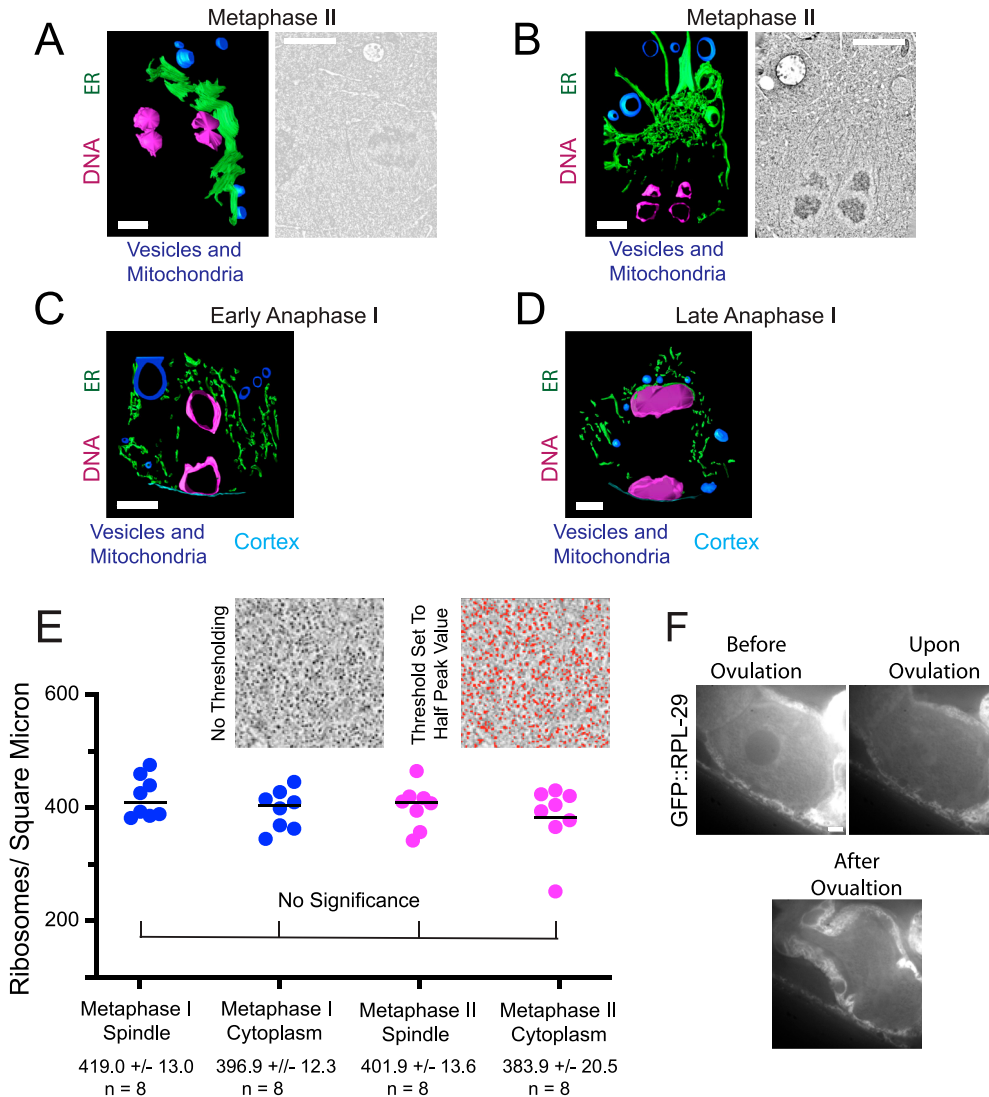 A
Metaphase II
ER
DNA
Vesicles and
Mitochondria
B
Metaphase II
ER
DNA
Vesicles and
Mitochondria
C
Early Anaphase I
ER
DNA
Vesicles and
Mitochondria
Cortex
D
Late Anaphase I
ER
DNA
Vesicles and
Mitochondria
Cortex
E
No Thresholding
Threshold Set To
Half Peak Value
Ribosomes/ Square Micron
600
400
200
No Significance
Metaphase I
Spindle
419.0 +/- 13.0
n = 8
Metaphase I
Cytoplasm
396.9 +//- 12.3
n = 8
Metaphase II
Spindle
401.9 +/- 13.6
n = 8
Metaphase II
Cytoplasm
383.9 +/- 20.5
n = 8
F
Before
Ovulation
Upon
Ovulation
GFP::RPL-29
After
Ovualtion